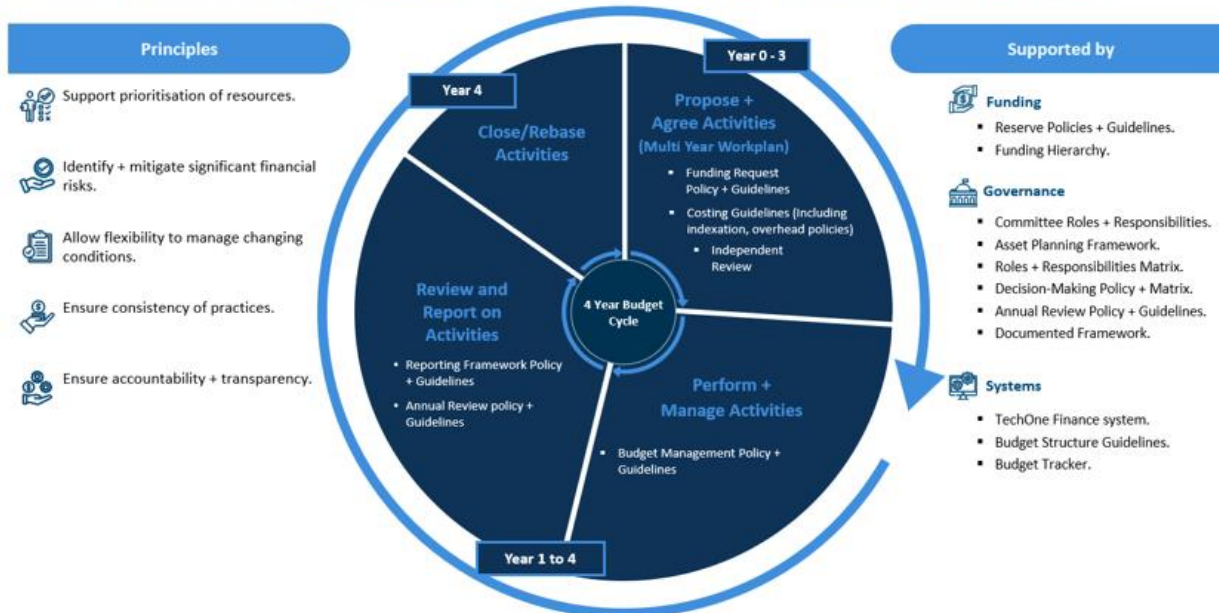 Principles
Support prioritisation of resources.
Identify + mitigate significant financial
risks.
Allow flexibility to manage changing
conditions.
Ensure consistency of practices.
Ensure accountability + transparency.
Year 4
Close/Rebase
Activities
Year 0 - 3
Propose +
Agree Activities
(Multi Year Workplan)
▪ Funding Request
Policy + Guidelines
▪ Costing Guidelines (Including
indexation, overhead policies)
▪ Independent
Review
4 Year Budget
Cycle
Review and
Report on
Activities
• Reporting Framework Policy
+ Guidelines
• Annual Review policy +
Guidelines
Perform +
Manage Activities
▪ Budget Management Policy +
Guidelines
Year 1 to 4
Supported by
Funding
▪ Reserve Policies + Guidelines.
▪ Funding Hierarchy.
Governance
▪ Committee Roles + Responsibilities.
▪ Asset Planning Framework.
▪ Roles + Responsibilities Matrix.
▪ Decision-Making Policy + Matrix.
▪ Annual Review Policy + Guidelines.
▪ Documented Framework.
Systems
▪ TechOne Finance system.
▪ Budget Structure Guidelines.
▪ Budget Tracker.